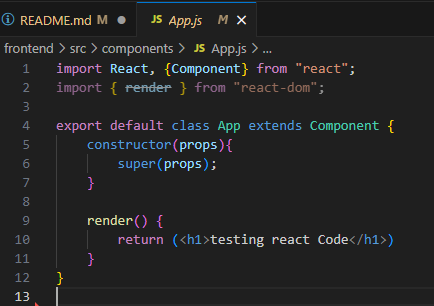 README.md M ●
JS App.js M ×
frontend > src > components > JS App.js > ...
1 import React, {Component} from "react";
2 import { render } from "react-dom";
3
4 export default class App extends Component {
5     constructor(props){
6         super(props);
7     }
8
9     render() {
10         return (<h1>testing react Code</h1>)
11     }
12 }
13